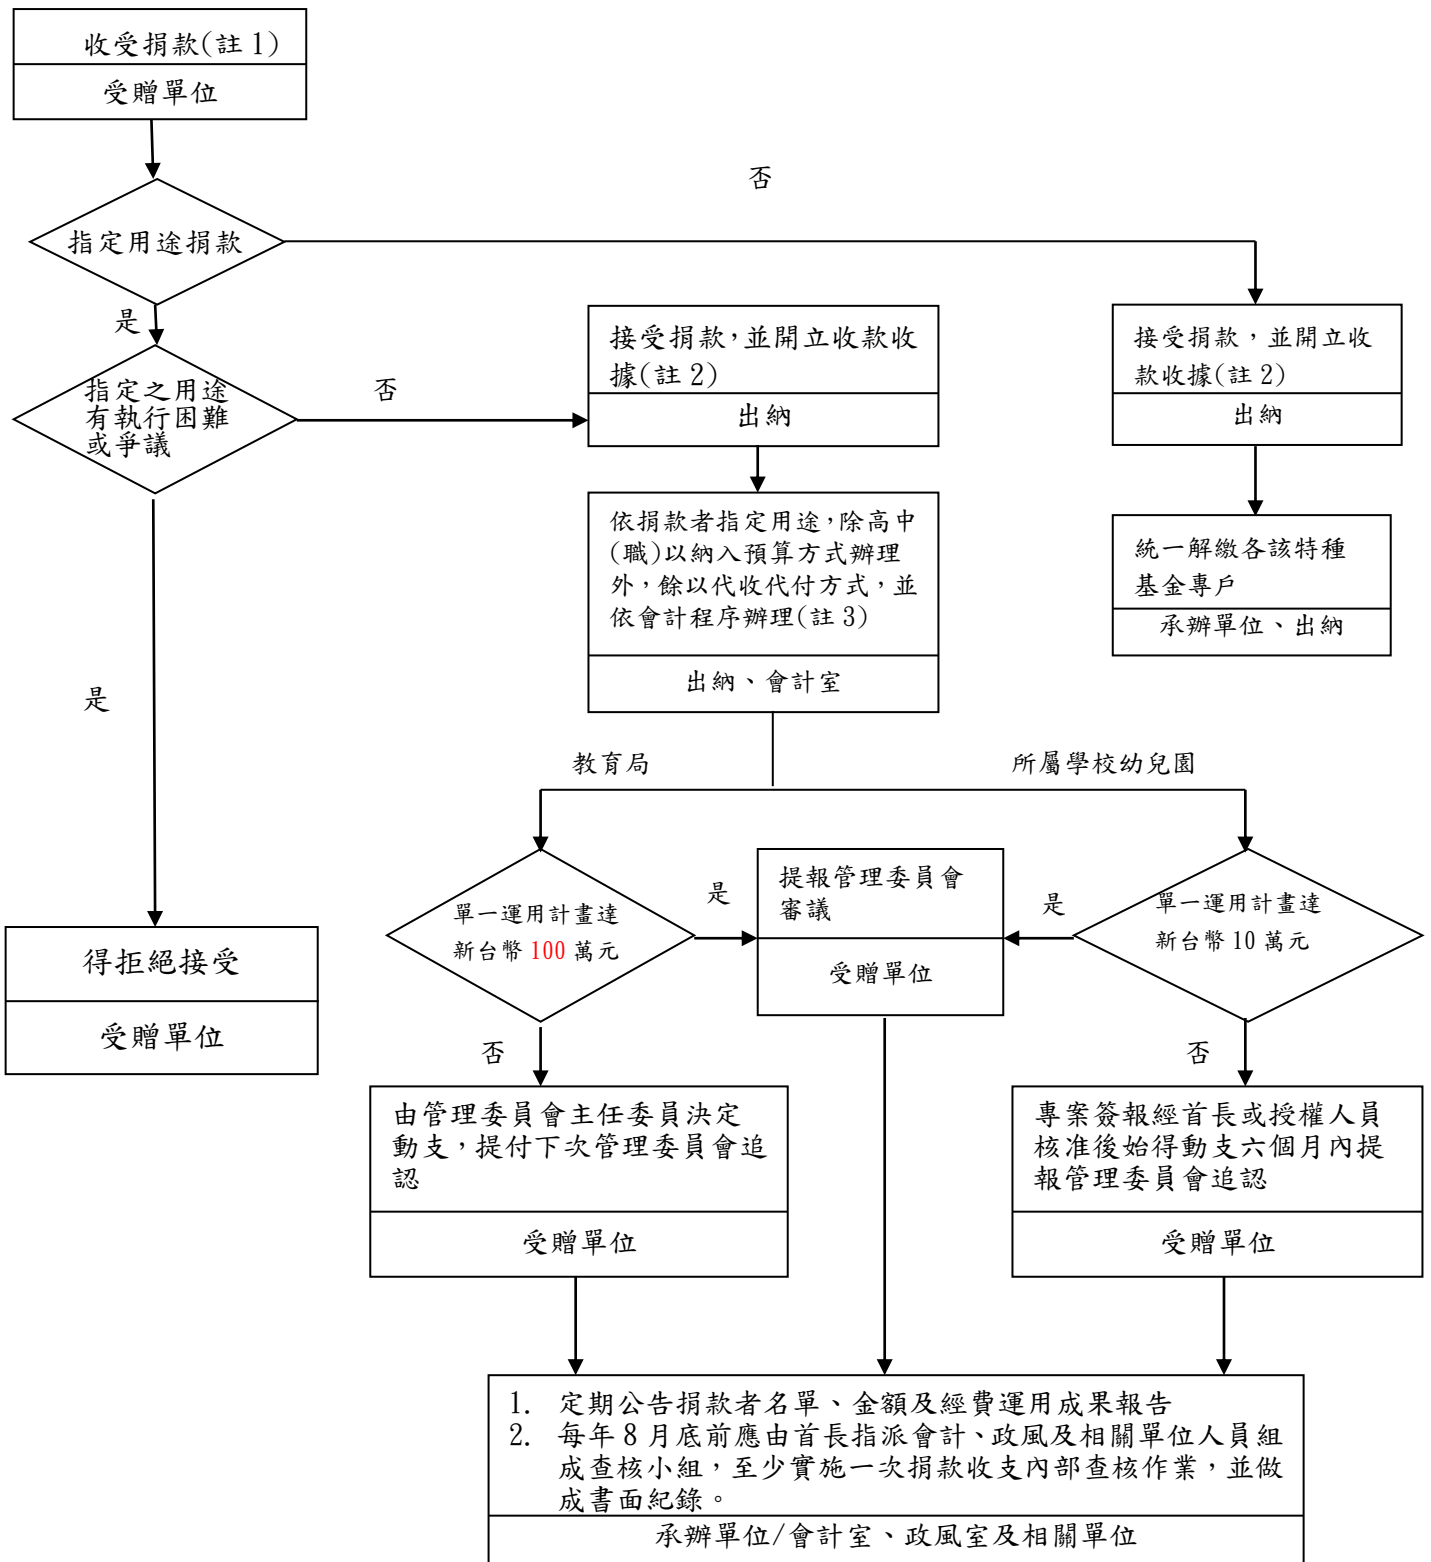 收受捐款(註 1)
受贈單位
否
指定用途捐款
是
接受捐款，並開立收款收
據(註 2)
出納
接受捐款，並開立收
款收據(註 2)
出納
指定之用途
有執行困難
或爭議
否
依捐款者指定用途，除高中
(職)以納入預算方式辦理
外，餘以代收代付方式，並
依會計程序辦理(註 3)
出納、會計室
統一解繳各該特種
基金專戶
承辦單位、出納
是
教育局
所屬學校幼兒園
單一運用計畫達
新台幣 100 萬元
是
提報管理委員會
審議
受贈單位
是
單一運用計畫達
新台幣 10 萬元
得拒絕接受
受贈單位
否
否
由管理委員會主任委員決定
動支，提付下次管理委員會追
認
受贈單位
專案簽報經首長或授權人員
核准後始得動支六個月內提
報管理委員會追認
受贈單位
1. 定期公告捐款者名單、金額及經費運用成果報告
2. 每年 8 月底前應由首長指派會計、政風及相關單位人員組
成查核小組，至少實施一次捐款收支內部查核作業，並做
成書面紀錄。
承辦單位/會計室、政風室及相關單位